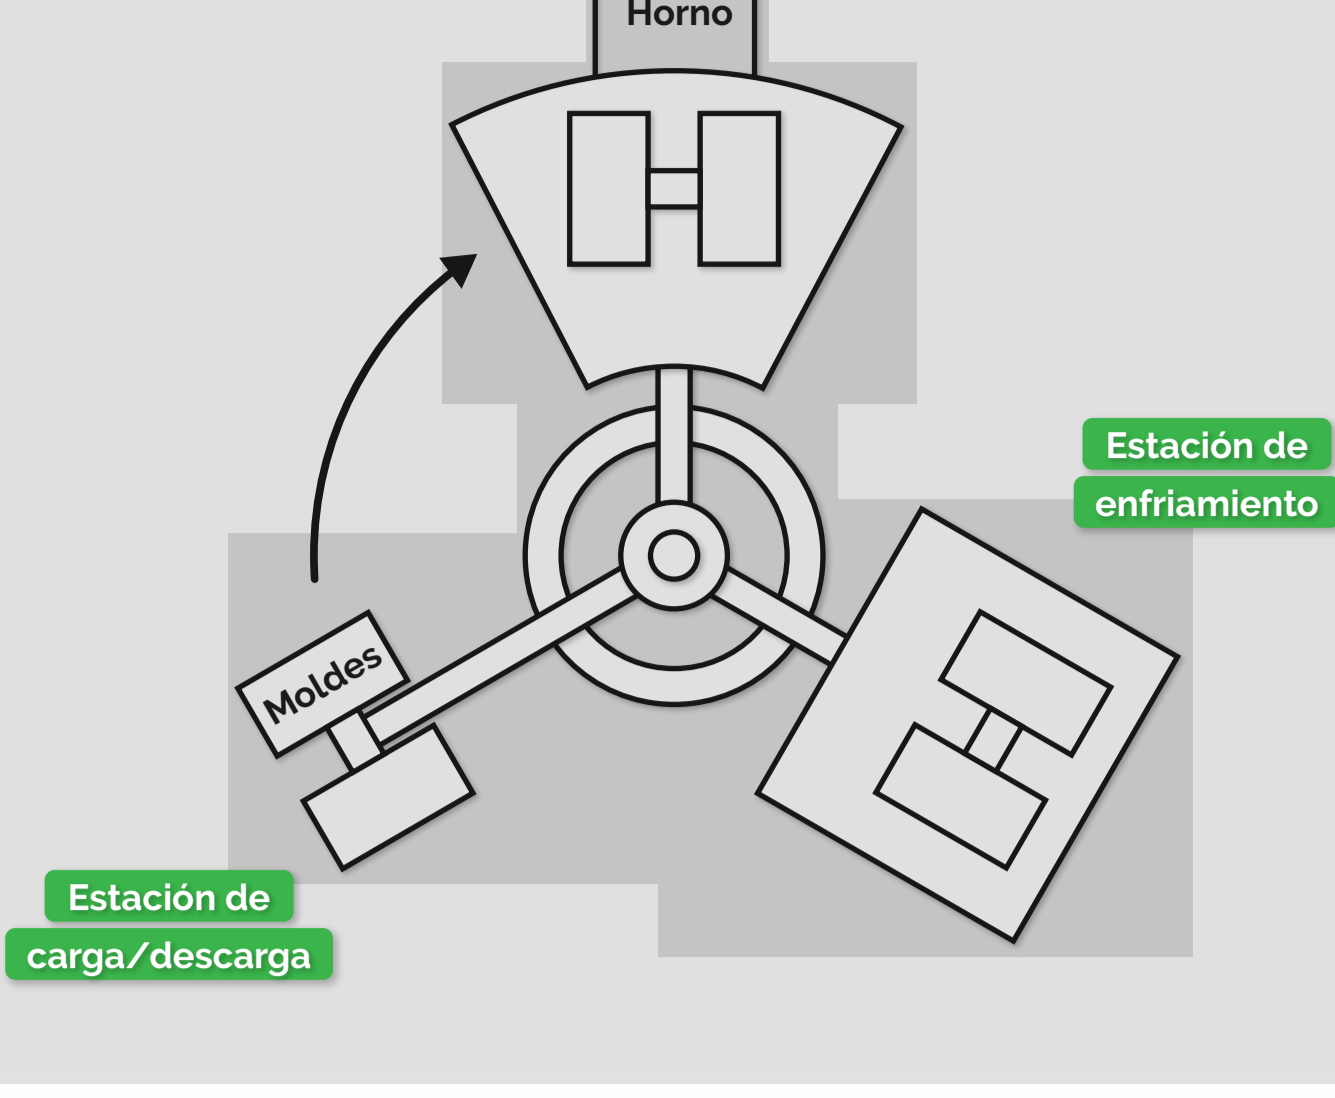 Horno
Estación de
enfriamiento
Moldes
Estación de
carga/descarga